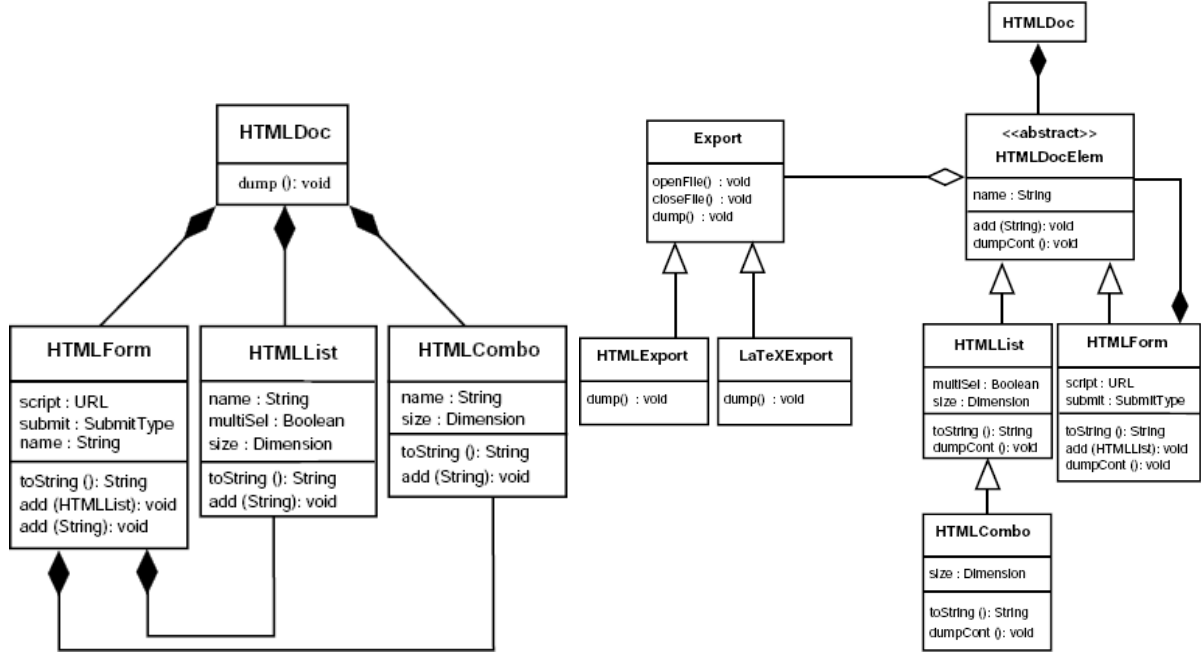 HTMLDoc
dump (): void
HTMLForm
script : URL
submit : SubmitType
name : String
toString (): String
add (HTMLList): void
add (String): void
HTMLList
name : String
multiSel : Boolean
size : Dimension
toString (): String
add (String): void
HTMLCombo
name : String
size : Dimension
toString (): String
add (String): void
HTMLDoc
Export
openFile() : void
closeFile() : void
dump() : void
<<abstract>>
HTMLDocElem
name : String
add (String): void
dumpCont (): void
HTMLExport
dump() : void
LaTeXExport
dump() : void
HTMLList
multiSel : Boolean
size : Dimension
toString (): String
dumpCont (): void
HTMLForm
script : URL
submit : SubmitType
toString (): String
add (HTMLList): void
dumpCont (): void
HTMLCombo
size : Dimension
toString (): String
dumpCont (): void